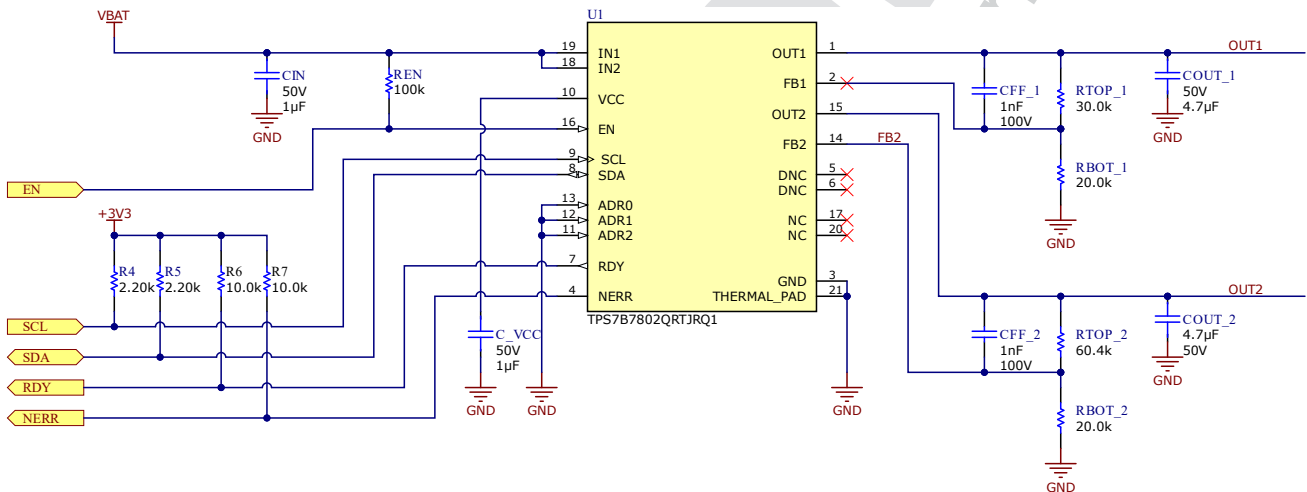 VBAT
U1
19
IN1
18
IN2
10
VCC
16
EN
9
SCL
8
SDA
13
ADR0
12
ADR1
11
ADR2
7
RDY
4
NERR
OUT1
1
FB1
2
OUT2
15
FB2
14
DNC
5
DNC
6
NC
17
NC
20
GND
3
THERMAL_PAD
21
TPS7B7802QRTJRQ1
CIN
50V
1µF
GND
REN
100k
EN
+3V3
R4
2.20k
R5
2.20k
R6
10.0k
R7
10.0k
SCL
SDA
RDY
NERR
C_VCC
50V
1µF
GND
GND
GND
FB2
OUT1
CFF_1
1nF
100V
RTOP_1
30.0k
COUT_1
50V
4.7µF
GND
RBOT_1
20.0k
GND
OUT2
CFF_2
1nF
100V
RTOP_2
60.4k
COUT_2
4.7µF
50V
GND
RBOT_2
20.0k
GND